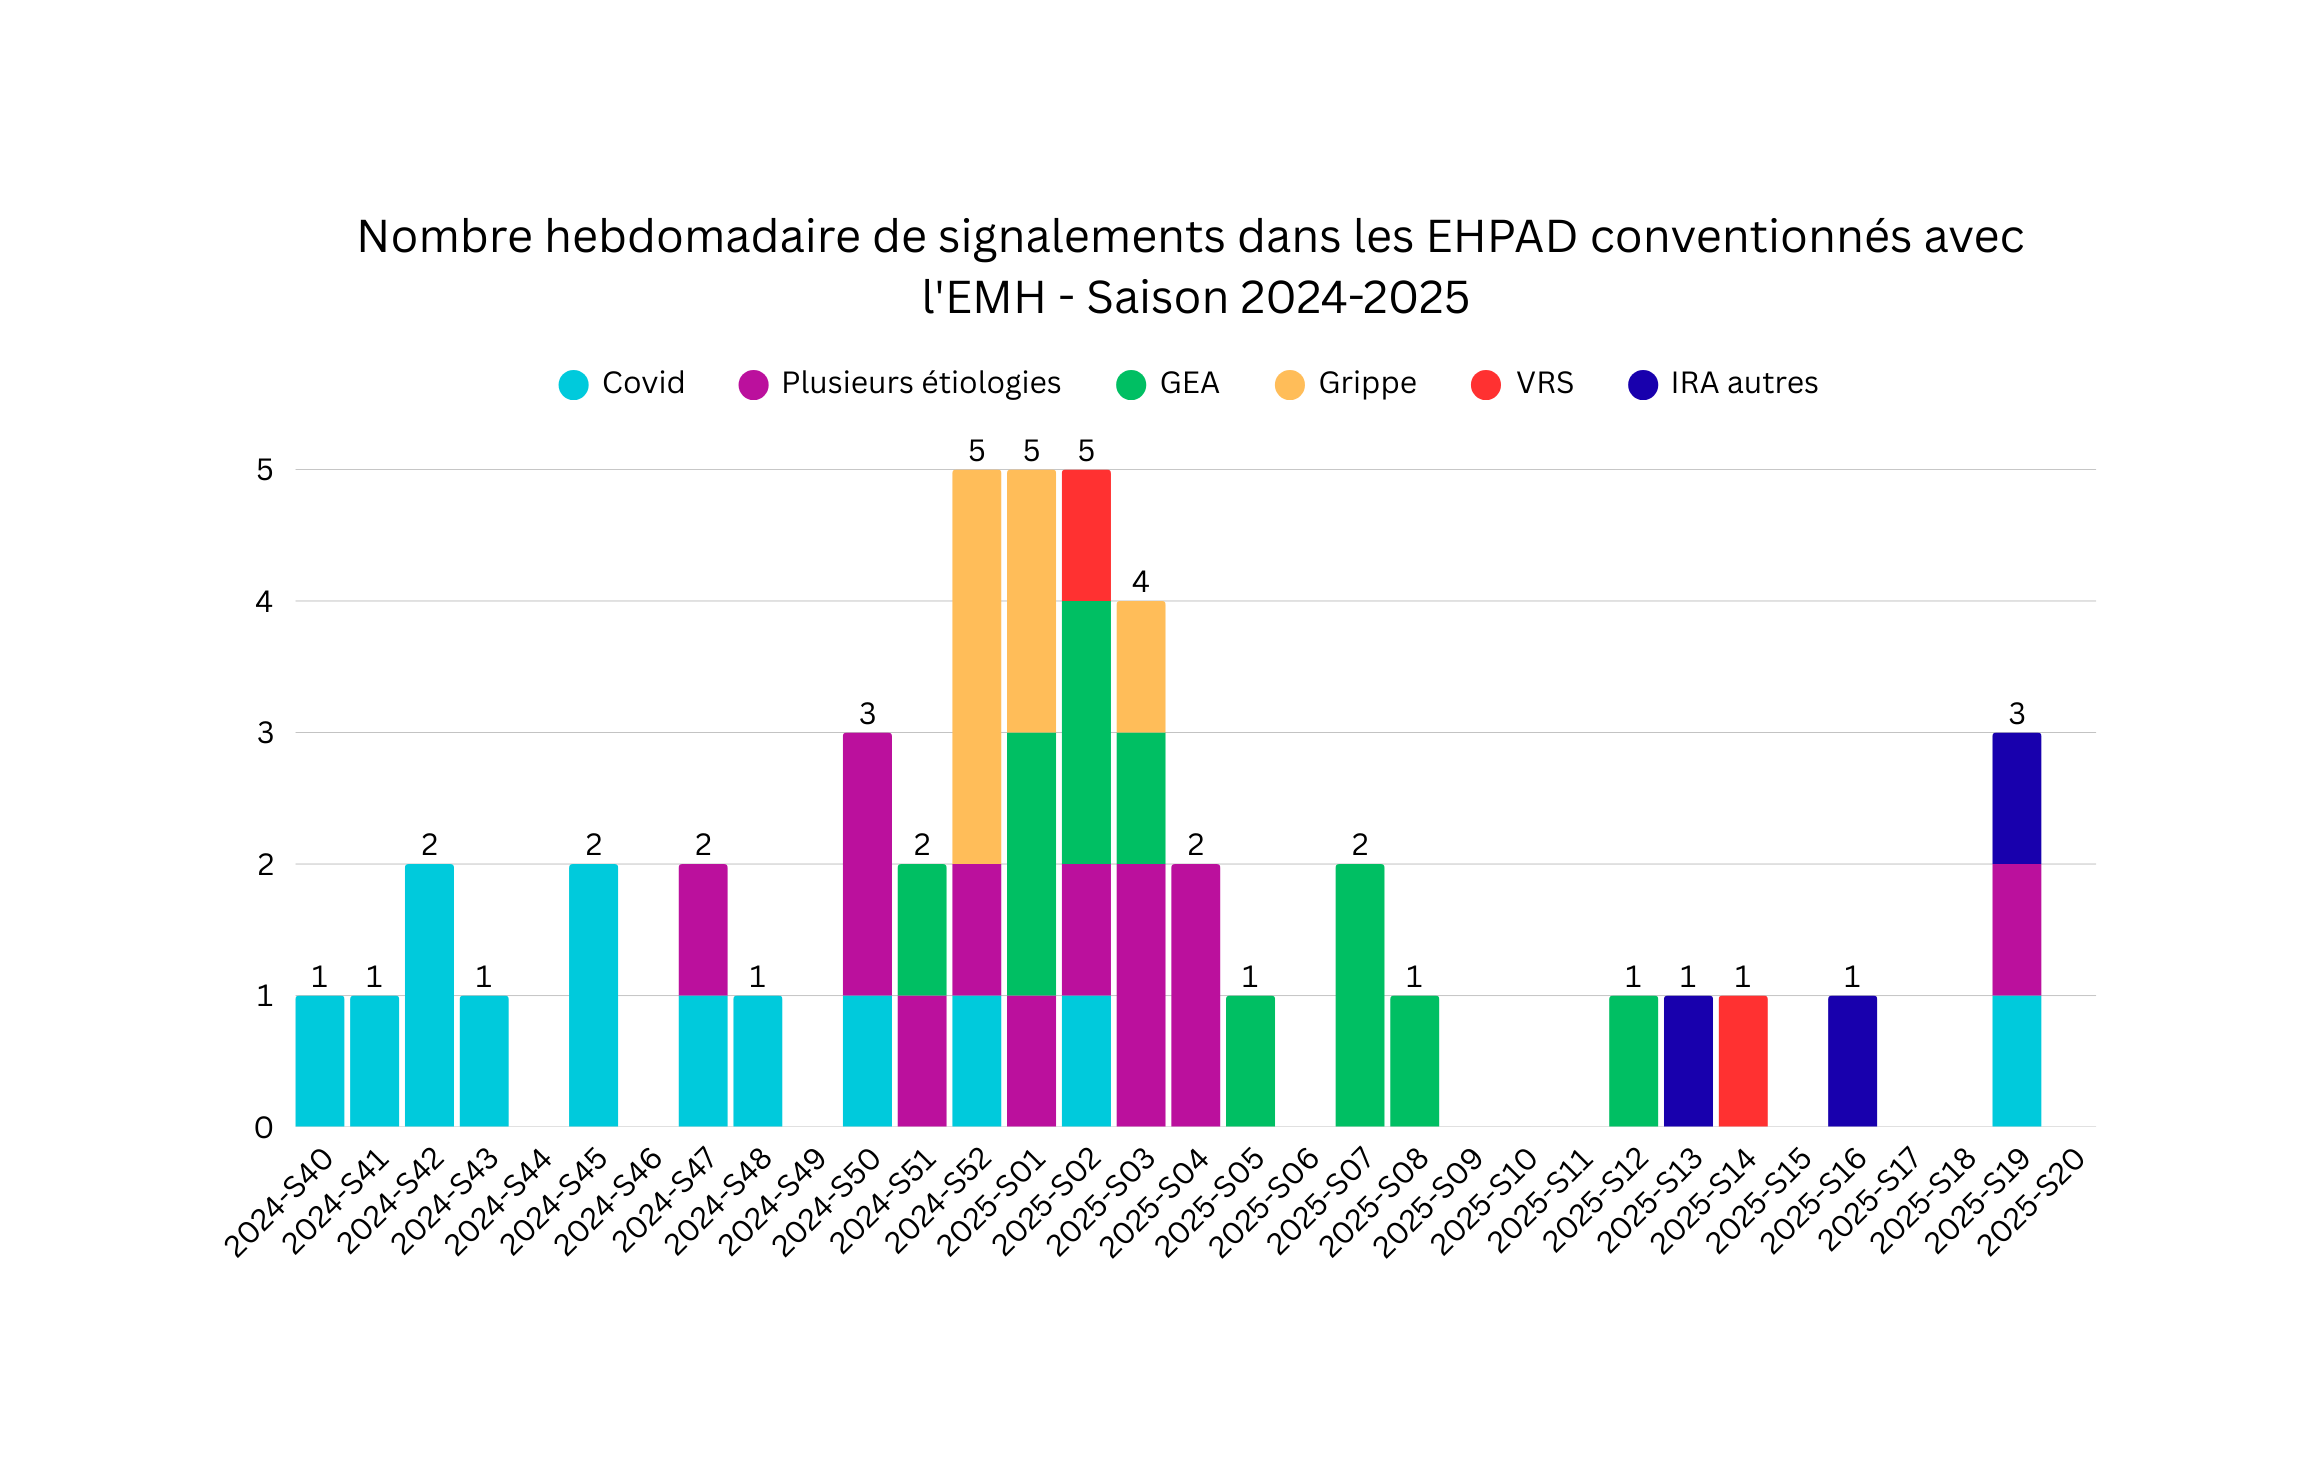 Nombre hebdomadaire de signalements dans les EHPAD conventionnés avec
l'EMH - Saison 2024-2025
Covid Plusieurs étiologies GEA Grippe VRS IRA autres
5 5 5
5
4
4
3 3
3
2 2 2 2 2 2
2
1 1 1 1 1 1 1 1 1 1
1
0
2024-S40
2024-S41
2024-S42
2024-S43
2024-S44
2024-S45
2024-S46
2024-S47
2024-S48
2024-S49
2024-S50
2024-S51
2024-S52
2025-S01
2025-S02
2025-S03
2025-S04
2025-S05
2025-S06
2025-S07
2025-S08
2025-S09
2025-S10
2025-S11
2025-S12
2025-S13
2025-S14
2025-S15
2025-S16
2025-S17
2025-S18
2025-S19
2025-S20